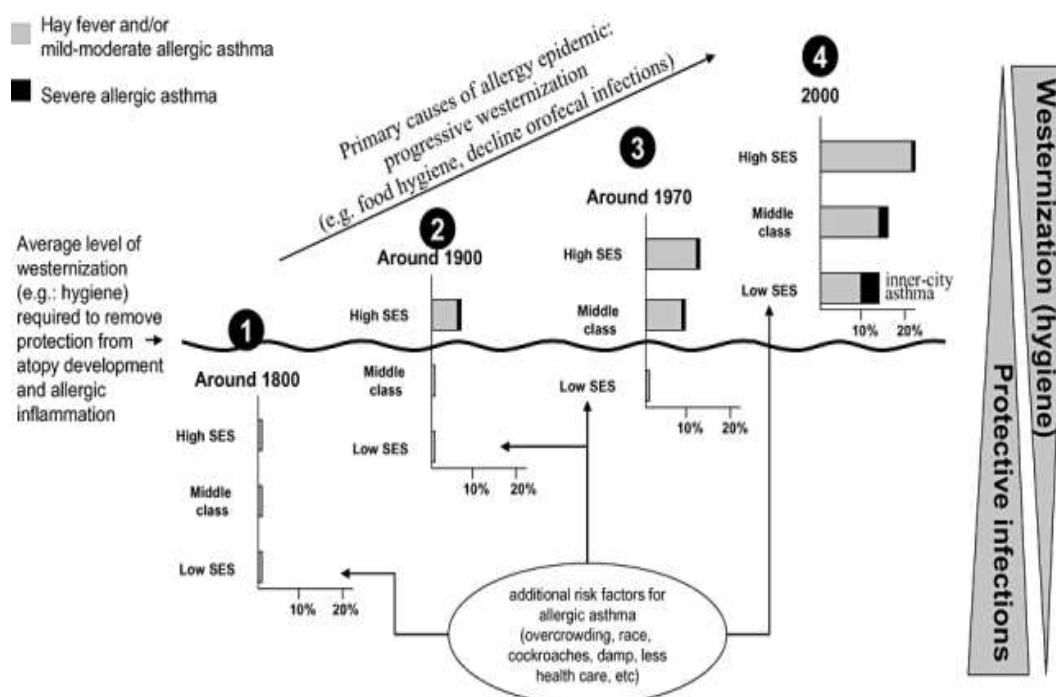 Hay fever and/or
mild-moderate allergic asthma
Severe allergic asthma
Primary causes of allergy epidemic:
progressive westernization
(e.g. food hygiene, decline orofecal infections)
Average level of
westernization
(e.g.: hygiene)
required to remove
protection from
atopy development
and allergic
inflammation
1
Around 1800
High SES
Middle
class
Low SES
10%
20%
2
Around 1900
High SES
Middle
class
Low SES
10%
20%
3
Around 1970
High SES
Middle
class
Low SES
10%
20%
4
2000
High SES
Middle
class
Low SES
inner-city
asthma
10%
20%
additional risk factors for
allergic asthma
(overcrowding, race,
cockroaches, damp, less
health care, etc)
Protective infections
Westernization (hygiene)